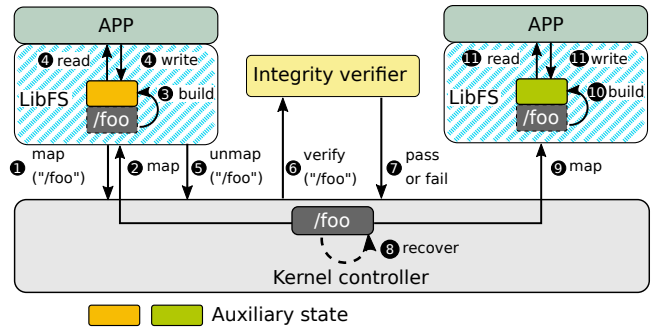 APP
APP
4 read
4 write
11 read
11 write
Integrity verifier
LibFS
3 build
LibFS
10 build
/foo
/foo
1 map ("/foo")
2 map
5 unmap ("/foo")
6 verify ("/foo")
7 pass or fail
9 map
/foo
8 recover
Kernel controller
Auxiliary state